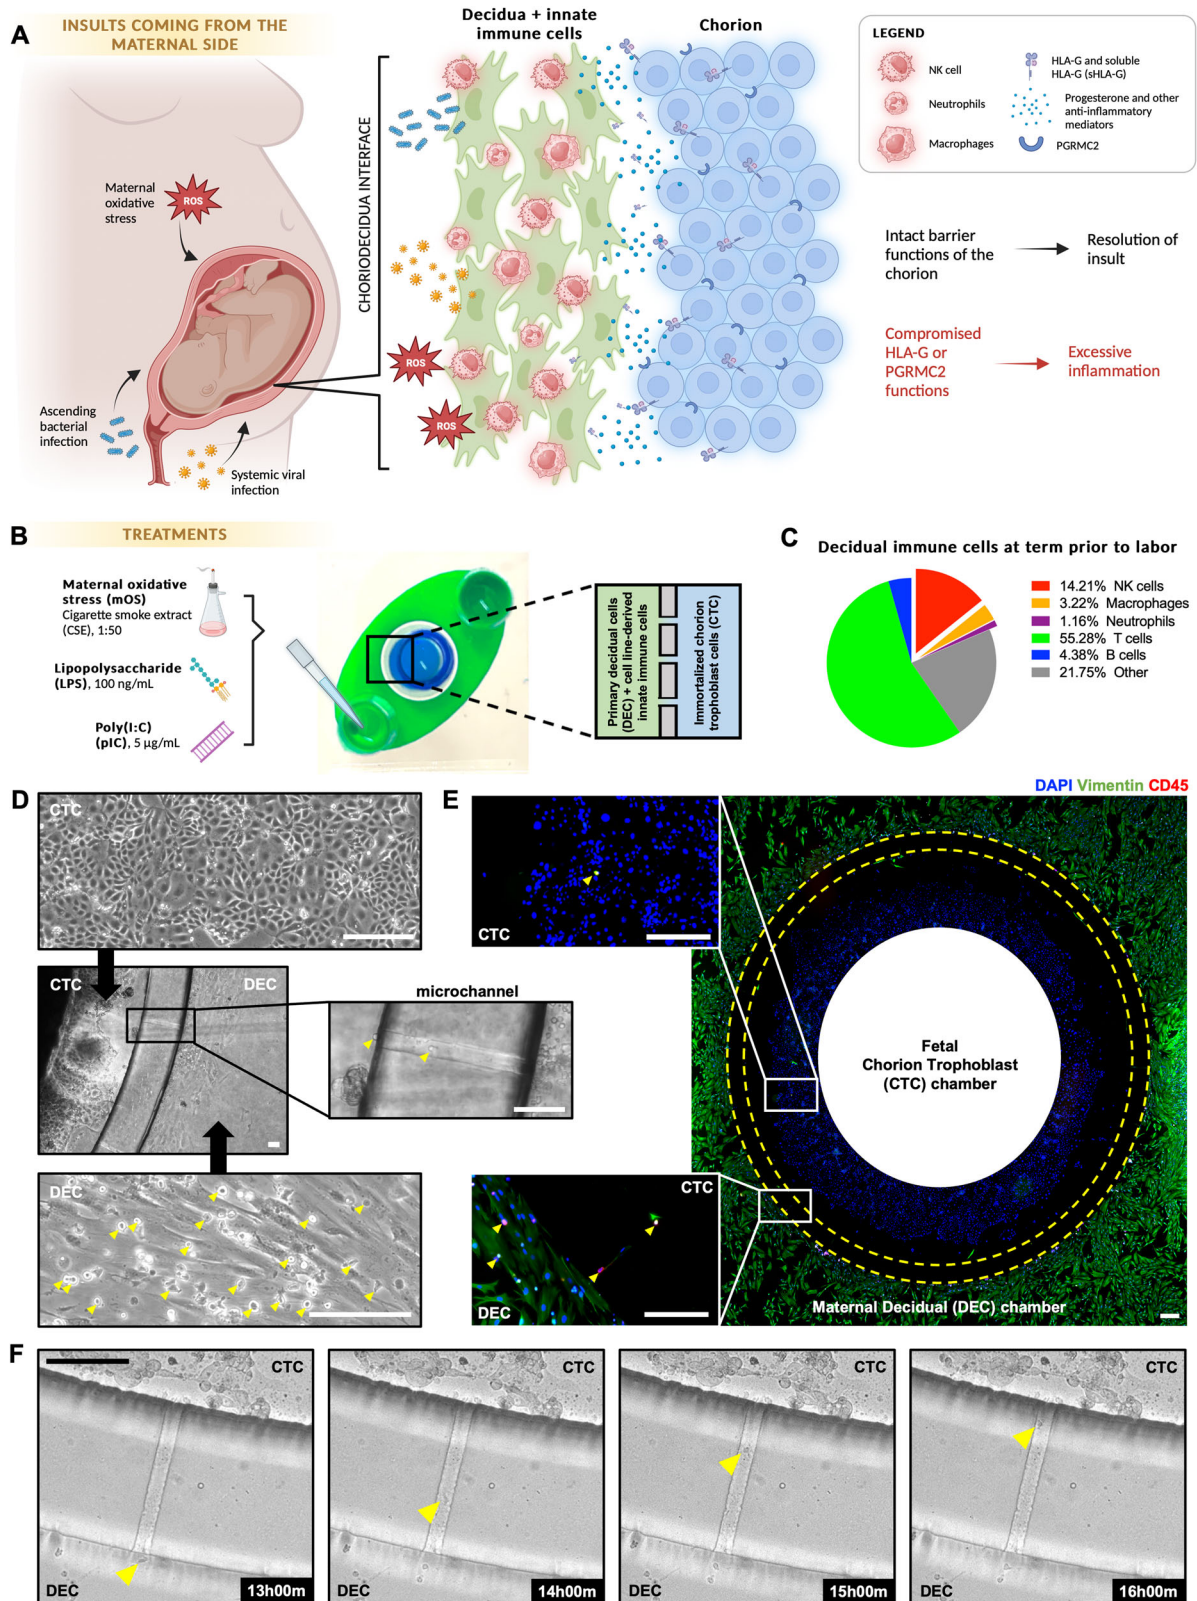 A
INSULTS COMING FROM THE
MATERNAL SIDE
Maternal
oxidative
stress
ROS
Ascending
bacterial
infection
Systemic viral
infection
CHORIODECIDUA INTERFACE
Decidua + innate
immune cells
Chorion
ROS
ROS
LEGEND
NK cell
Neutrophils
Macrophages
HLA-G and soluble
HLA-G (sHLA-G)
Progesterone and other
anti-inflammatory
mediators
PGRMC2
Intact barrier
functions of the
chorion
Resolution of
insult
Compromised
HLA-G or
PGRMC2
functions
Excessive
inflammation
B
TREATMENTS
Maternal oxidative
stress (mOS)
Cigarette smoke extract
(CSE), 1:50
Lipopolysaccharide
(LPS), 100 ng/mL
Poly(I:C)
(pIC), 5 µg/mL
Primary decidual cells
(DEC) + cell line-derived
innate immune cells
Immortalized chorion
trophoblast cells (CTC)
C
Decidual immune cells at term prior to labor
14.21% NK cells
3.22% Macrophages
1.16% Neutrophils
55.28% T cells
4.38% B cells
21.75% Other
D
CTC
CTC
DEC
microchannel
DEC
E
DAPI Vimentin CD45
CTC
Fetal
Chorion Trophoblast
(CTC) chamber
CTC
DEC
Maternal Decidual (DEC) chamber
F
CTC
DEC
13h00m
CTC
DEC
14h00m
CTC
DEC
15h00m
CTC
DEC
16h00m